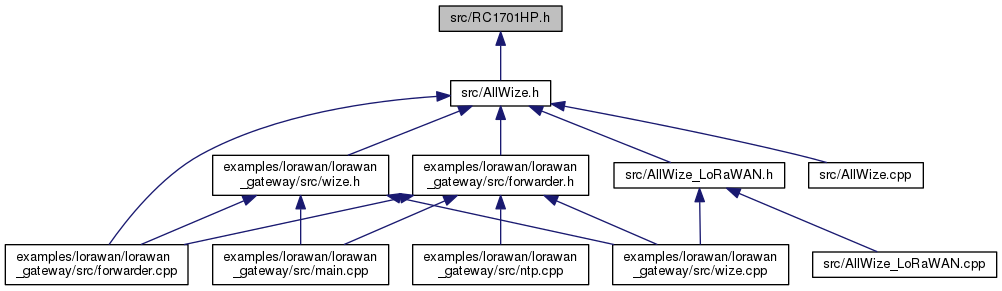 src/RC1701HP.h
src/AllWize.h
examples/lorawan/lorawan
_gateway/src/wize.h
examples/lorawan/lorawan
_gateway/src/forwarder.h
src/AllWize_LoRaWAN.h
src/AllWize.cpp
examples/lorawan/lorawan
_gateway/src/forwarder.cpp
examples/lorawan/lorawan
_gateway/src/main.cpp
examples/lorawan/lorawan
_gateway/src/ntp.cpp
examples/lorawan/lorawan
_gateway/src/wize.cpp
src/AllWize_LoRaWAN.cpp